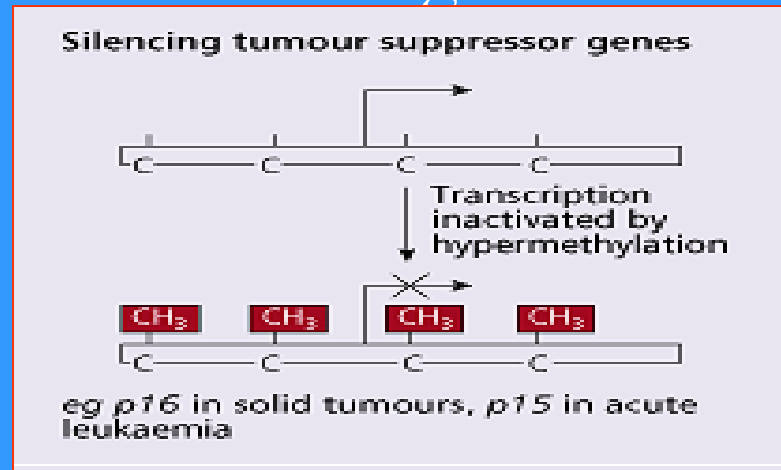 Silencing tumour suppressor genes
C C C C
Transcription
inactivated by
hypermethylation
CH₃ CH₃ CH₃ CH₃
C C C C
eg p16 in solid tumours, p15 in acute
leukaemia